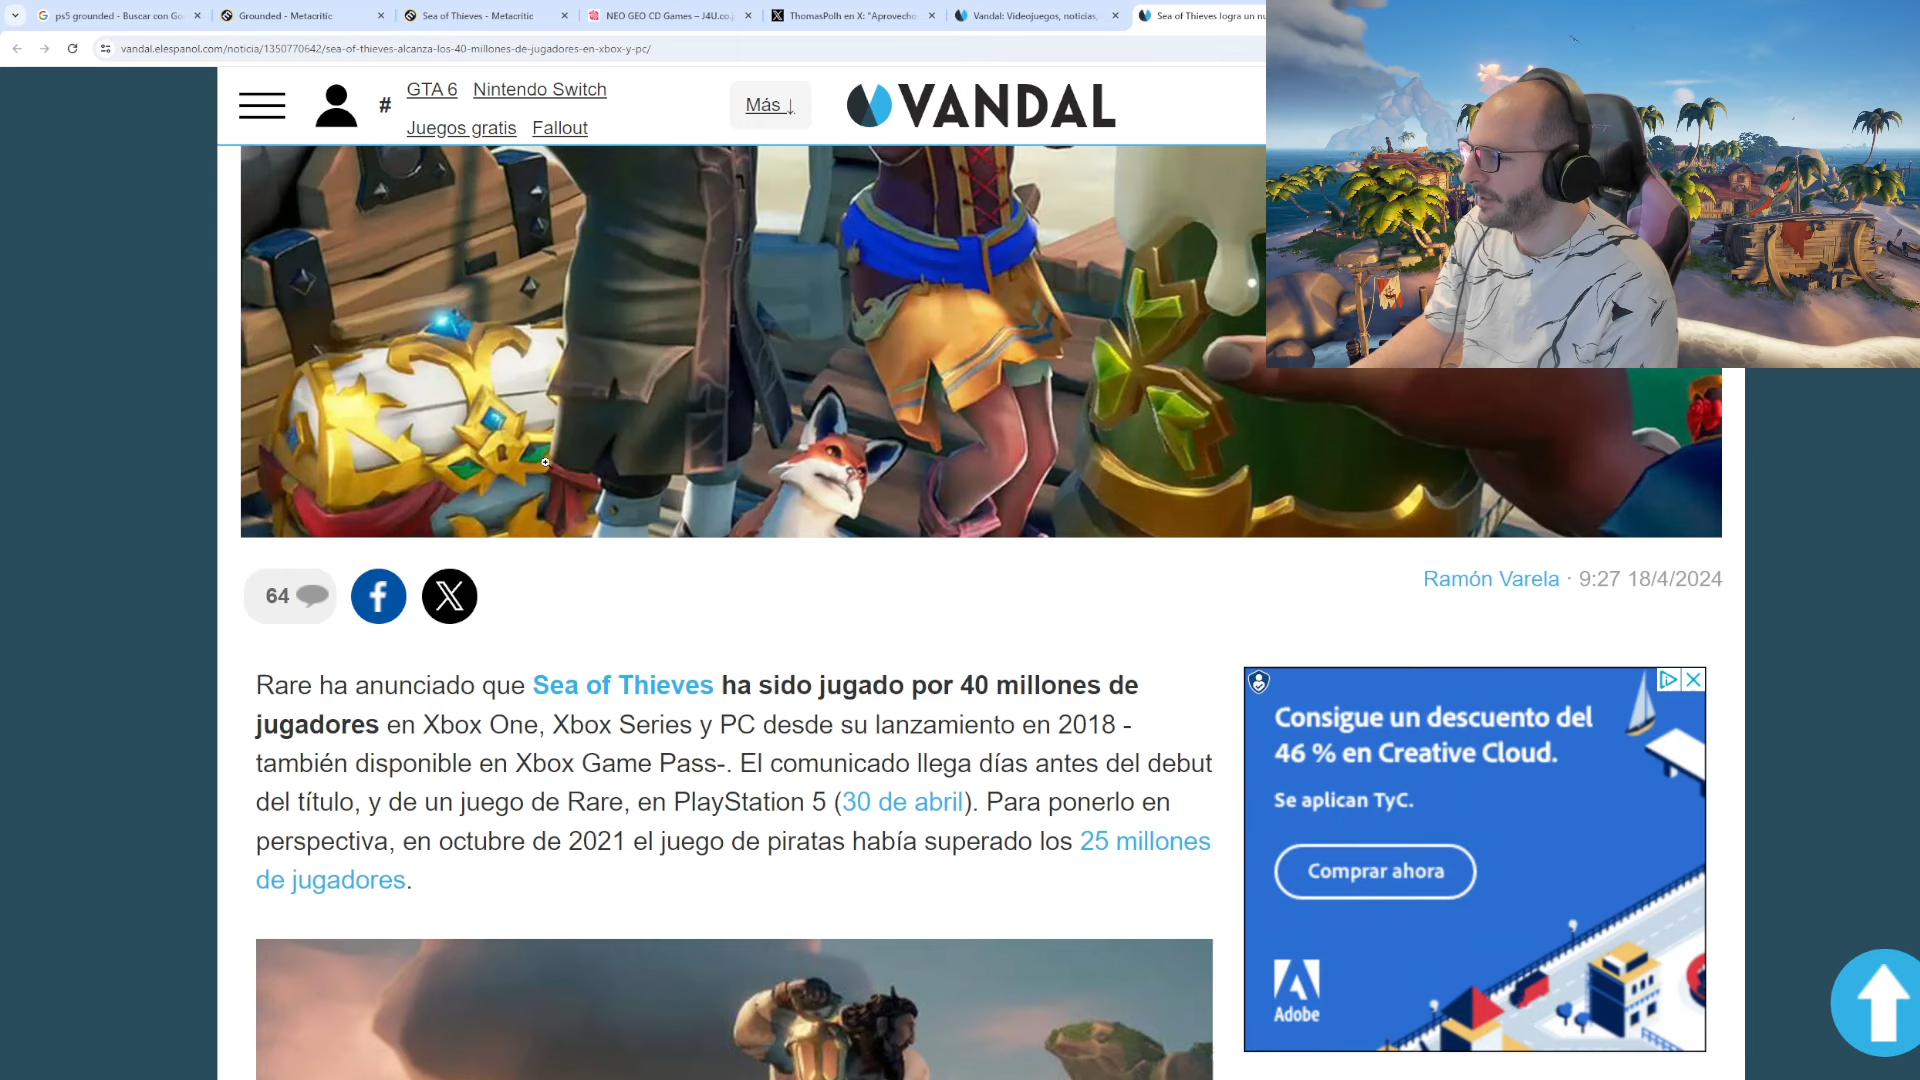 ps5 grounded - Buscar con Go
Grounded - Metacritic
Sea of Thieves - Metacritic
NEO GEO CD Games – J4U.co.j
ThomasPolh en X: "Aprovecho
Vandal: Videojuegos, noticias,
Sea of Thieves logra un nu
vandal.elespanol.com/noticia/1350770642/sea-of-thieves-alcanza-los-40-millones-de-jugadores-en-xbox-y-pc/
# GTA 6 Nintendo Switch
Juegos gratis Fallout
Más ↓
VANDAL
64
Ramón Varela · 9:27 18/4/2024
Rare ha anunciado que Sea of Thieves ha sido jugado por 40 millones de
jugadores en Xbox One, Xbox Series y PC desde su lanzamiento en 2018 -
también disponible en Xbox Game Pass-. El comunicado llega días antes del debut
del título, y de un juego de Rare, en PlayStation 5 (30 de abril). Para ponerlo en
perspectiva, en octubre de 2021 el juego de piratas había superado los 25 millones
de jugadores.
Consigue un descuento del
46 % en Creative Cloud.
Se aplican TyC.
Comprar ahora
Adobe